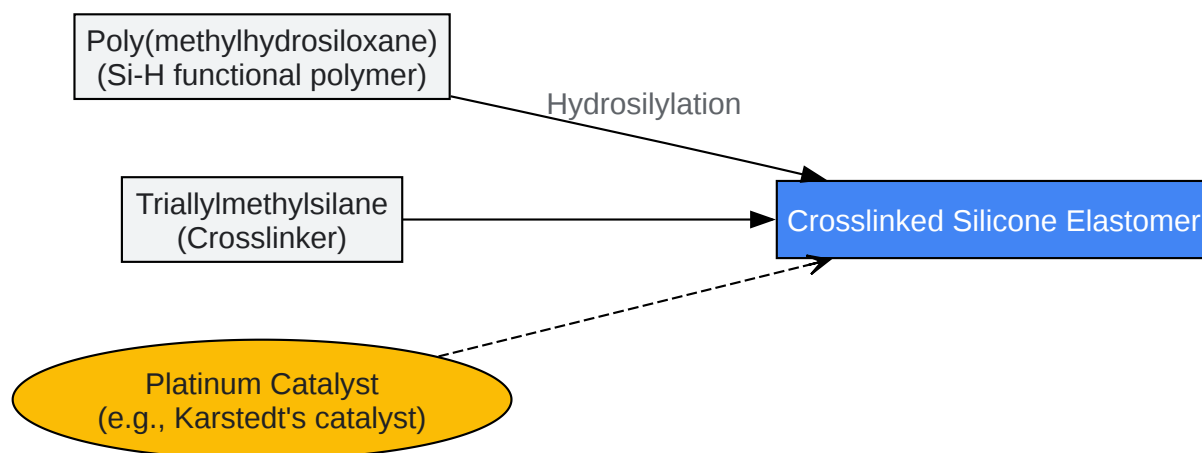 Poly(methylhydrosiloxane)
(Si-H functional polymer)
Hydrosilylation
Triallylmethylsilane
(Crosslinker)
Crosslinked Silicone Elastomer
Platinum Catalyst
(e.g., Karstedt's catalyst)